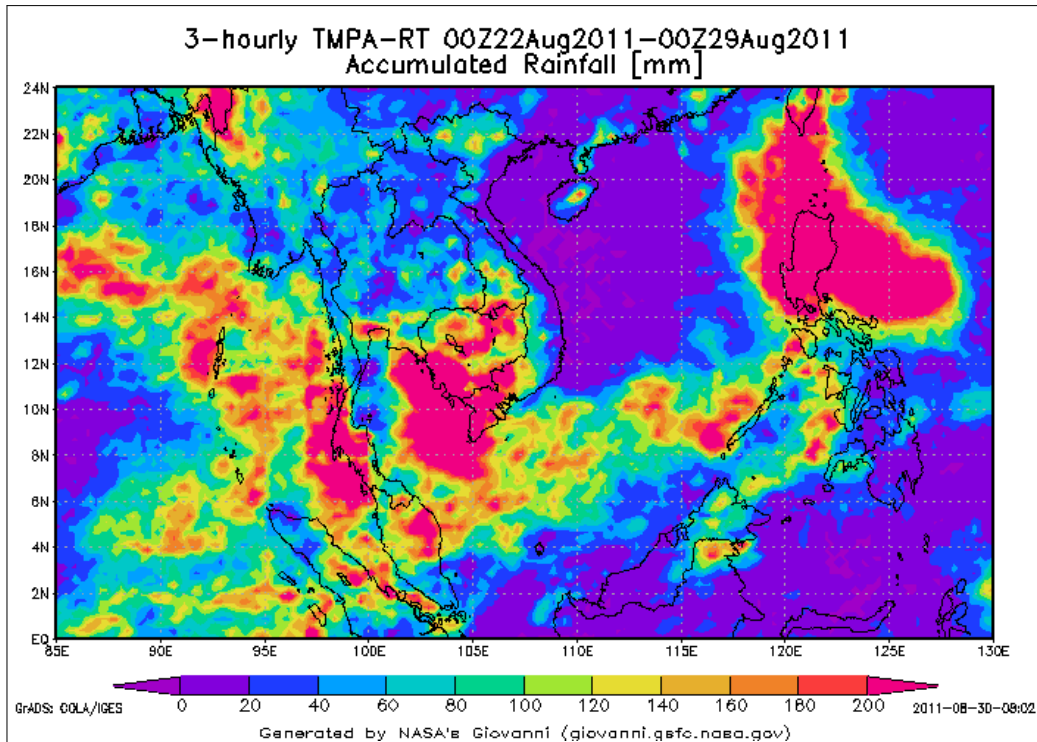 3-hourly TMPA-RT 00Z22Aug2011-00Z29Aug2011
Accumulated Rainfall [mm]
24N
22N
20N
18N
16N
14N
12N
10N
8N
6N
4N
2N
EQ
85E 90E 95E 100E 105E 110E 115E 120E 125E 130E
0 20 40 60 80 100 120 140 160 180 200
GrADS: COLA/IGES 2011-08-30-08:02
Generated by NASA's Giovanni (giovanni.gsfc.nasa.gov)